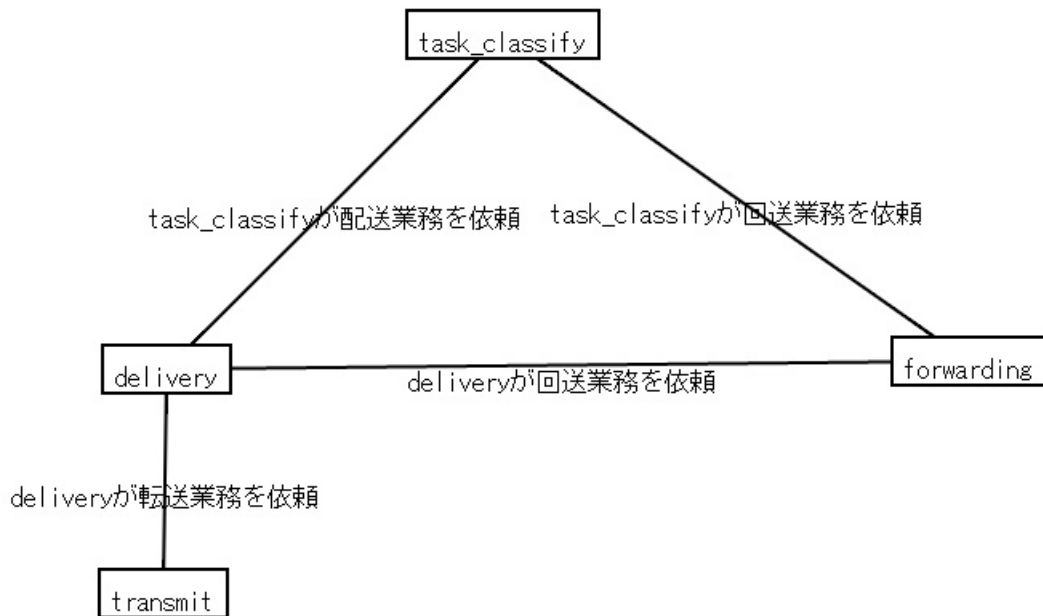 task_classify
task_classifyが配送業務を依頼
task_classifyが回送業務を依頼
delivery
forwarding
deliveryが回送業務を依頼
deliveryが転送業務を依頼
transmit